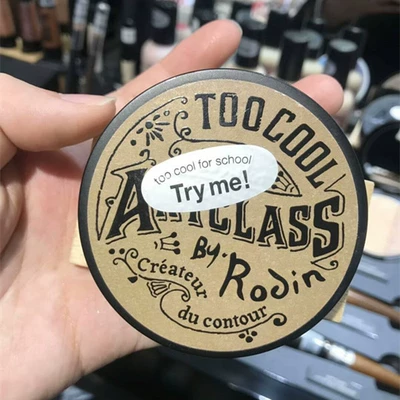 TOO COOL
too cool for school
Try me!
ARTCLASS
By. Rodin
Créateur
du contour